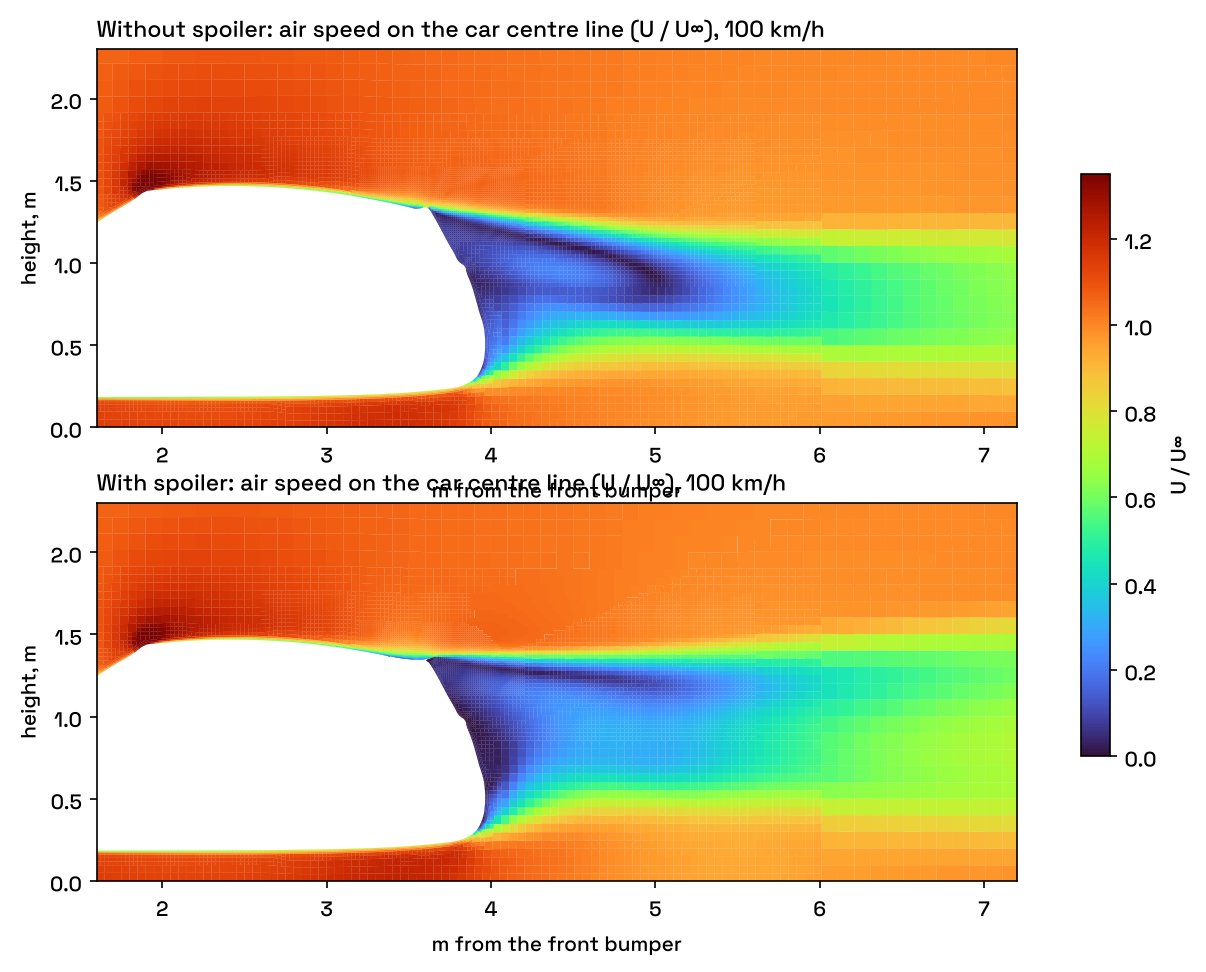 Without spoiler: air speed on the car centre line (U / U∞), 100 km/h
2.0
1.5
1.0
0.5
0.0
height, m
2 3 4 5 6 7
m from the front bumper
With spoiler: air speed on the car centre line (U / U∞), 100 km/h
2.0
1.5
1.0
0.5
0.0
height, m
2 3 4 5 6 7
m from the front bumper
1.2
1.0
0.8
0.6
0.4
0.2
0.0
U / U∞